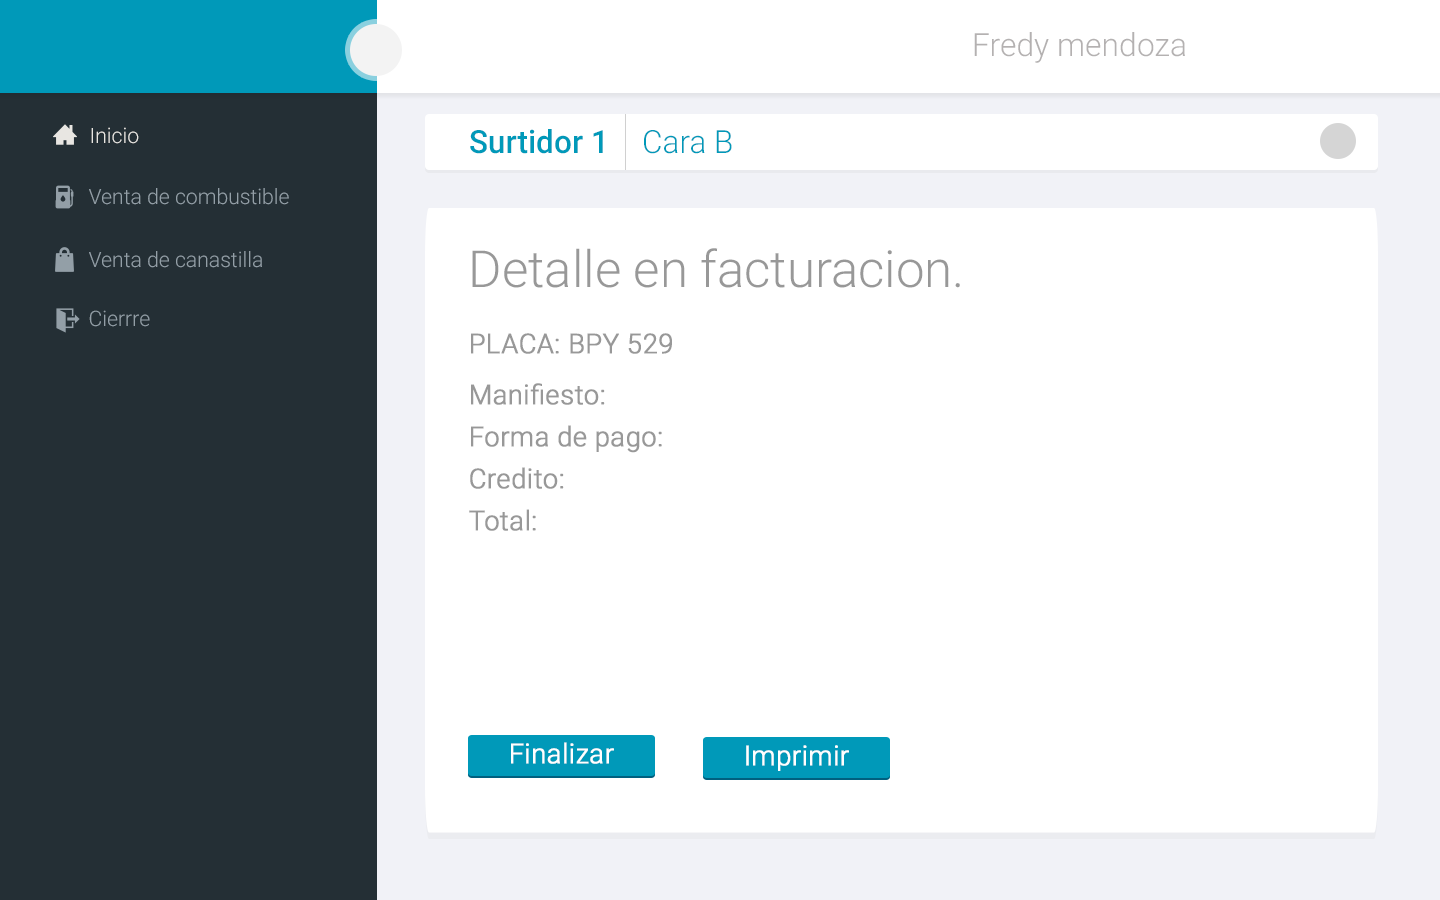 Fredy mendoza
Inicio
Venta de combustible
Venta de canastilla
Cierrre
Surtidor 1
Cara B
Detalle en facturacion.
PLACA: BPY 529
Manifiesto:
Forma de pago:
Credito:
Total:
Finalizar
Imprimir